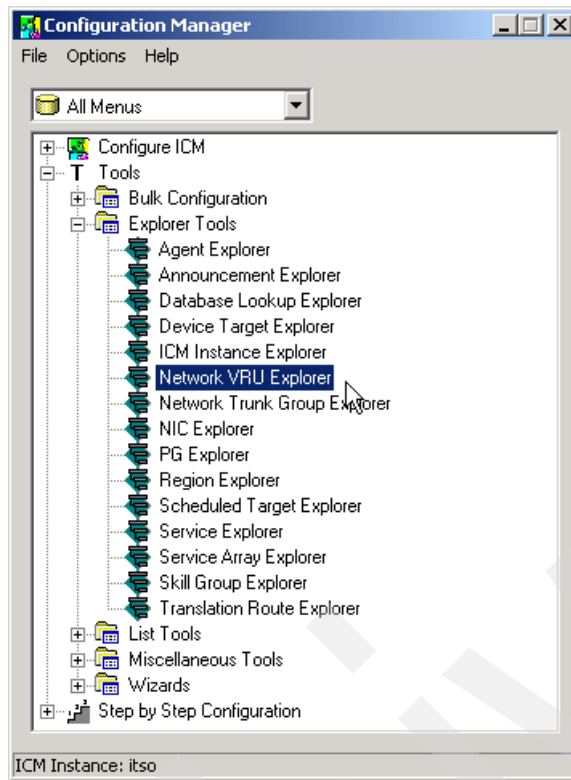 Configuration Manager
File Options Help
All Menus
Configure ICM
T Tools
Bulk Configuration
Explorer Tools
Agent Explorer
Announcement Explorer
Database Lookup Explorer
Device Target Explorer
ICM Instance Explorer
Network VRU Explorer
Network Trunk Group Explorer
NIC Explorer
PG Explorer
Region Explorer
Scheduled Target Explorer
Service Explorer
Service Array Explorer
Skill Group Explorer
Translation Route Explorer
List Tools
Miscellaneous Tools
Wizards
Step by Step Configuration
ICM Instance: itso